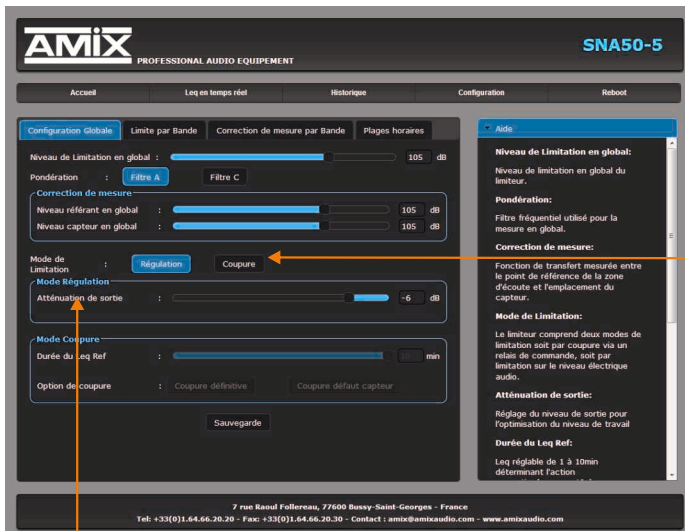 AMIX
PROFESSIONAL AUDIO EQUIPEMENT
SNA50-5
Accueil Leq en temps réel Historique Configuration Reboot
Configuration Globale Limite par Bande Correction de mesure par Bande Plages horaires
Niveau de Limitation en global : 105 dB
Pondération : Filtre A Filtre C
Correction de mesure
Niveau référant en global : 105 dB
Niveau capteur en global : 105 dB
Mode de
Limitation : Régulation Coupure
Mode Régulation
Atténuation de sortie : -6 dB
Mode Coupure
Durée du Leq Ref : min
Option de coupure : Coupure définitive Coupure défaut capteur
Sauvegarde
Aide
Niveau de Limitation en global:
Niveau de limitation en global du
limiteur.
Pondération:
Filtre fréquentiel utilisé pour la
mesure en global.
Correction de mesure:
Fonction de transfert mesurée entre
le point de référence de la zone
d'écoute et l'emplacement du
capteur.
Mode de Limitation:
Le limiteur comprend deux modes de
limitation soit par coupure via un
relais de commande, soit par
limitation sur le niveau électrique
audio.
Atténuation de sortie:
Réglage du niveau de sortie pour
l'optimisation du niveau de travail
Durée du Leq Ref:
Leq réglable de 1 à 10min
déterminant l'action
7 rue Raoul Follereau, 77600 Bussy-Saint-Georges - France
Tel: +33(0)1.64.66.20.20 - Fax: +33(0)1.64.66.20.30 - Contact : amix@amixaudio.com - www.amixaudio.com